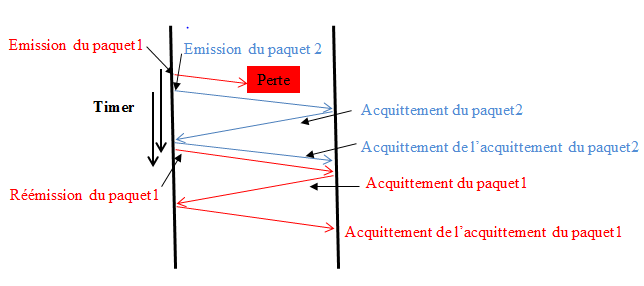 Emission du paquet1
Emission du paquet 2
Perte
Timer
Acquittement du paquet2
Acquittement de l’acquittement du paquet2
Acquittement du paquet1
Réémission du paquet1
Acquittement de l’acquittement du paquet1